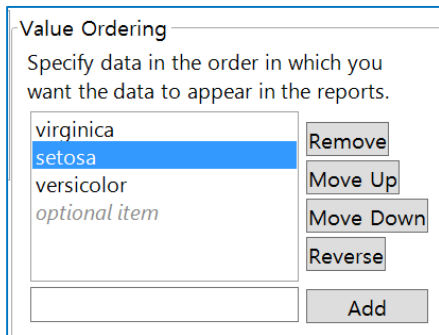 Value Ordering
Specify data in the order in which you
want the data to appear in the reports.
virginica
setosa
versicolor
optional item
Remove
Move Up
Move Down
Reverse
Add